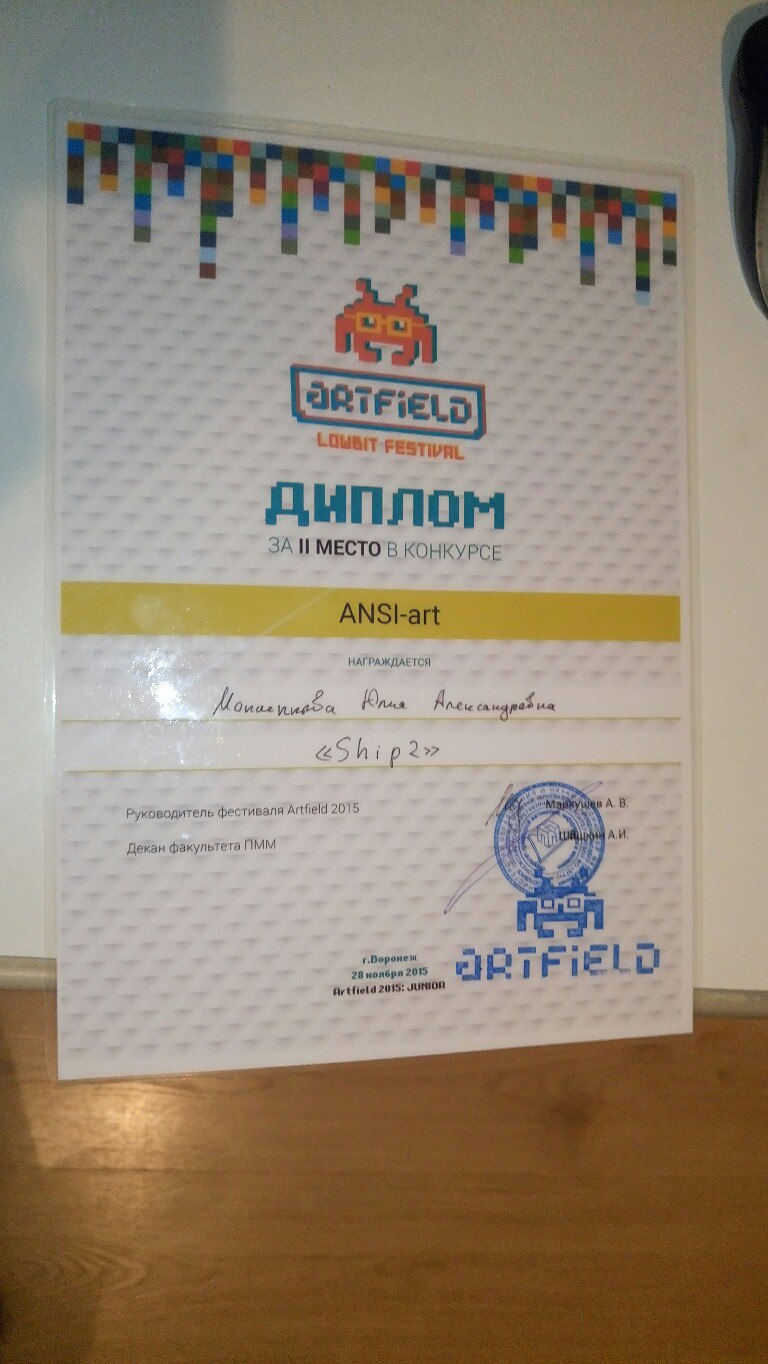 ARTFIELD
LOWBIT FESTIVAL
ДИПЛОМ
ЗА II МЕСТО В КОНКУРСЕ
ANSI-art
НАГРАЖДАЕТСЯ
Юлия Александровна
«Ship2»
Руководитель фестиваля Artfield 2015 Маркушев А. В.
Декан факультета ПММ Шашкин А.И.
ARTFIELD
г.Воронеж
28 ноября 2015
Artfield 2015: JUNIOR